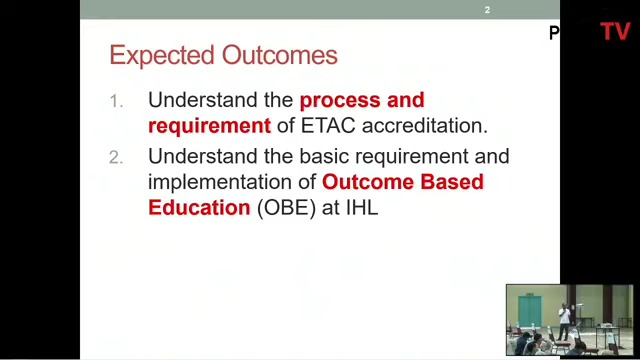 2
P
TV
Expected Outcomes
1. Understand the process and
requirement of ETAC accreditation.
2. Understand the basic requirement and
implementation of Outcome Based
Education (OBE) at IHL